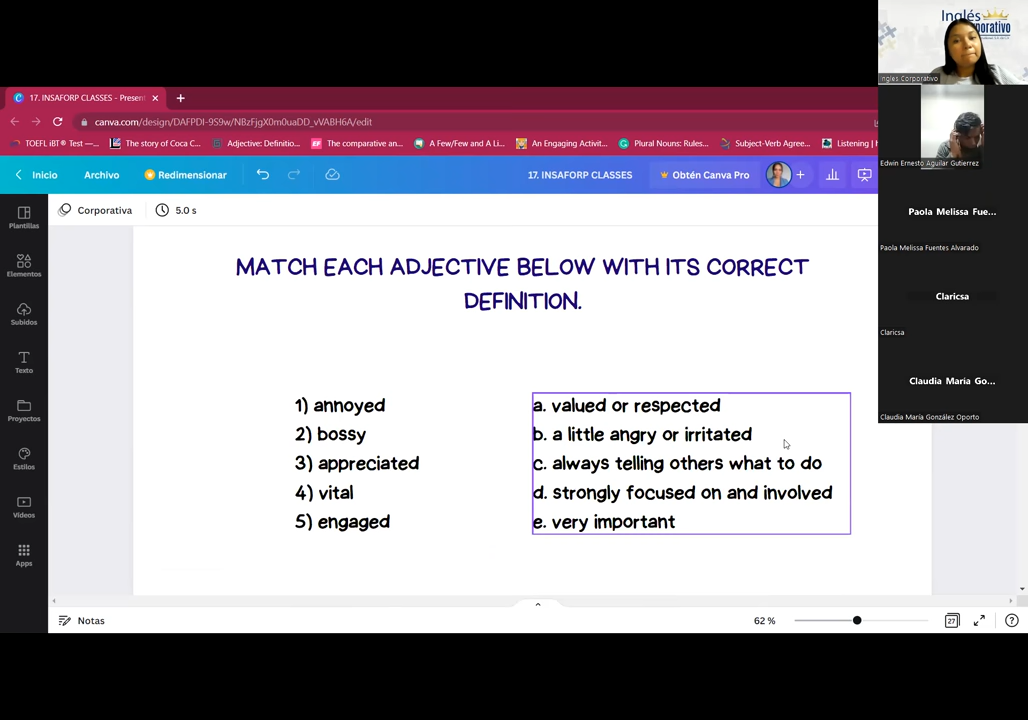 Inglés
porativo
Ingles Corporativo
17. INSAFORP CLASSES - Present
canva.com/design/DAFPDI-9S9w/NBzFjgX0m0uaDD_vVABH6A/edit
TOEFL iBT® Test —...
The story of Coca C...
Adjective: Definitio...
The comparative an...
A Few/Few and A Li...
An Engaging Activit...
Plural Nouns: Rules...
Subject-Verb Agree...
Listening | h
Edwin Ernesto Aguilar Gutierrez
Inicio
Archivo
Redimensionar
17. INSAFORP CLASSES
Obtén Canva Pro
Corporativa
5.0 s
Paola Melissa Fue...
Paola Melissa Fuentes Alvarado
Claricsa
Claricsa
Claudia Maria Go...
Claudia María González Oporto
Plantillas
Elementos
Subidos
Texto
Proyectos
Estilos
Videos
Apps
MATCH EACH ADJECTIVE BELOW WITH ITS CORRECT
DEFINITION.
1) annoyed
2) bossy
3) appreciated
4) vital
5) engaged
a. valued or respected
b. a little angry or irritated
c. always telling others what to do
d. strongly focused on and involved
e. very important
Notas
62 %
27